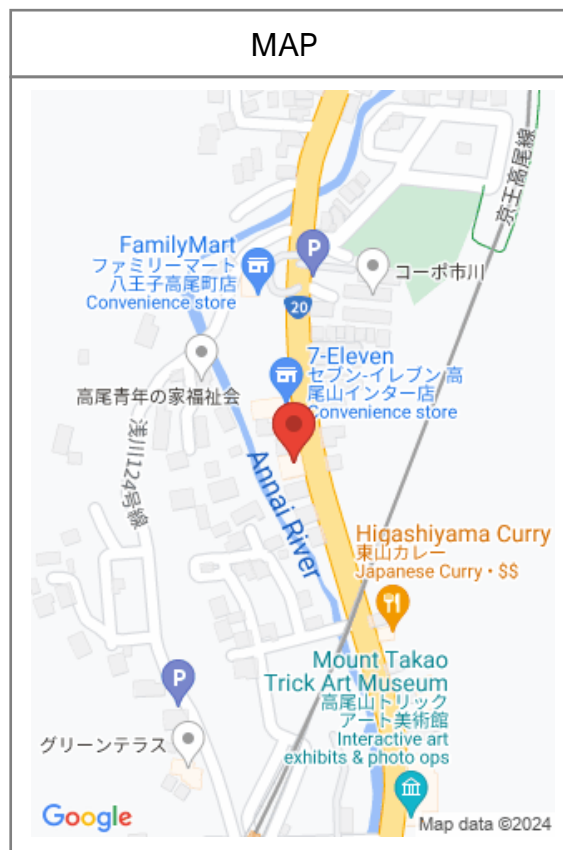 MAP
京王高尾線
FamilyMart
ファミリーマート
八王子高尾町店
Convenience store
P
コーポ市川
20
7-Eleven
セブン-イレブン 高
尾山インター店
Convenience store
高尾青年の家福祉会
浅川124号線
Annai River
Higashiyama Curry
東山カレー
Japanese Curry • $$
Mount Takao
Trick Art Museum
高尾山トリック
アート美術館
Interactive art
exhibits & photo ops
P
グリーンテラス
Google
Map data ©2024